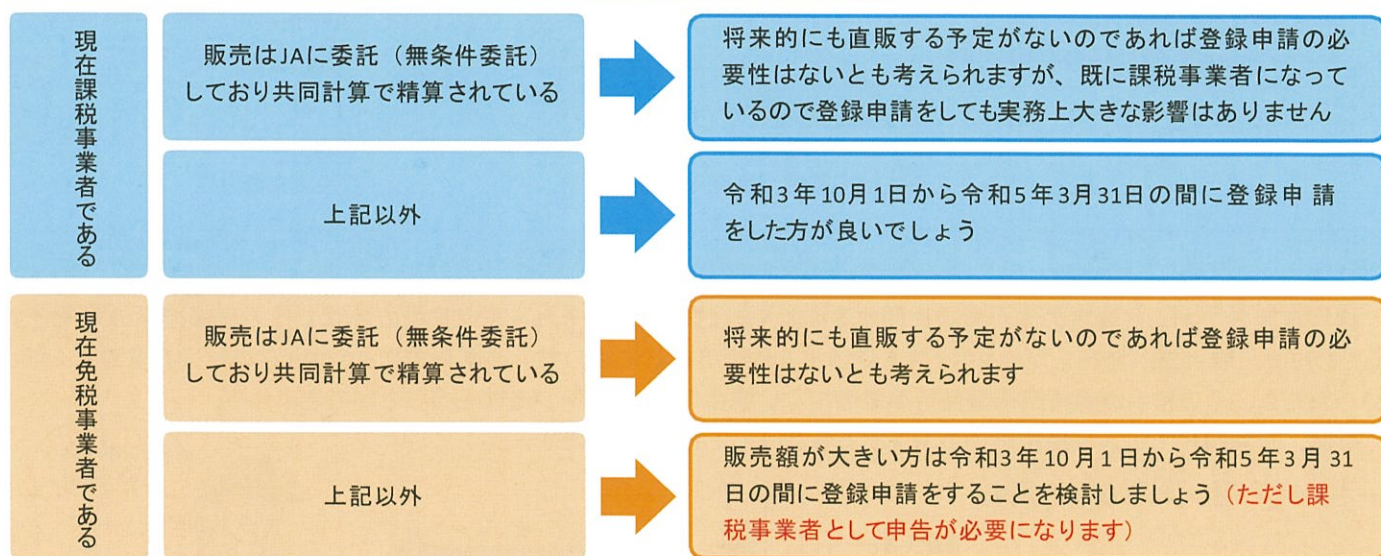 現在課税事業者である
販売はJAに委託（無条件委託）
しており共同計算で精算されている
将来的にも直販する予定がないのであれば登録申請の必
要性はないとも考えられますが、既に課税事業者になって
いるので登録申請をしても実務上大きな影響はありません
上記以外
令和3年10月1日から令和5年3月31日の間に登録申請
をした方が良いでしょう
現在免税事業者である
販売はJAに委託（無条件委託）
しており共同計算で精算されている
将来的にも直販する予定がないのであれば登録申請の必
要性はないとも考えられます
上記以外
販売額が大きい方は令和3年10月1日から令和5年3月31
日の間に登録申請をすることを検討しましょう（ただし課
税事業者として申告が必要になります）